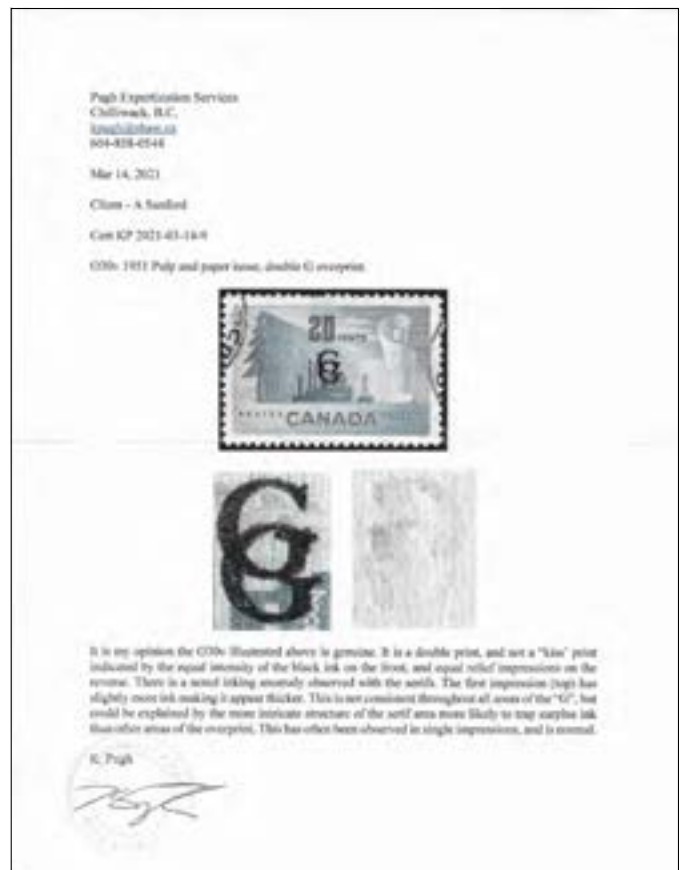 Pugh Expertization Services
Chilliwack, B.C.
kpugh@shaw.ca
604-858-0544
Mar 14, 2021
Client - A Sanford
Cert KP 2021-03-14-9
1951 Pulp and paper issue, double G overprint
20 CENTS
G
G
POSTES CANADA POSTAGE
G
G
It is my opinion the illustrated above is genuine. It is a double print, and not a "kiss" print
indicated by the equal intensity of the black ink on the front, and equal relief impressions on the
reverse. There is a noted inking anomaly observed with the serifs. The first impression (top) has
slightly more ink making it appear thicker. This is not consistent throughout all areas of the "G", but
could be explained by the more intricate structure of the serif area more likely to trap surplus ink
than other areas of the overprint. This has often been observed in single impressions, and is normal.
K. Pugh